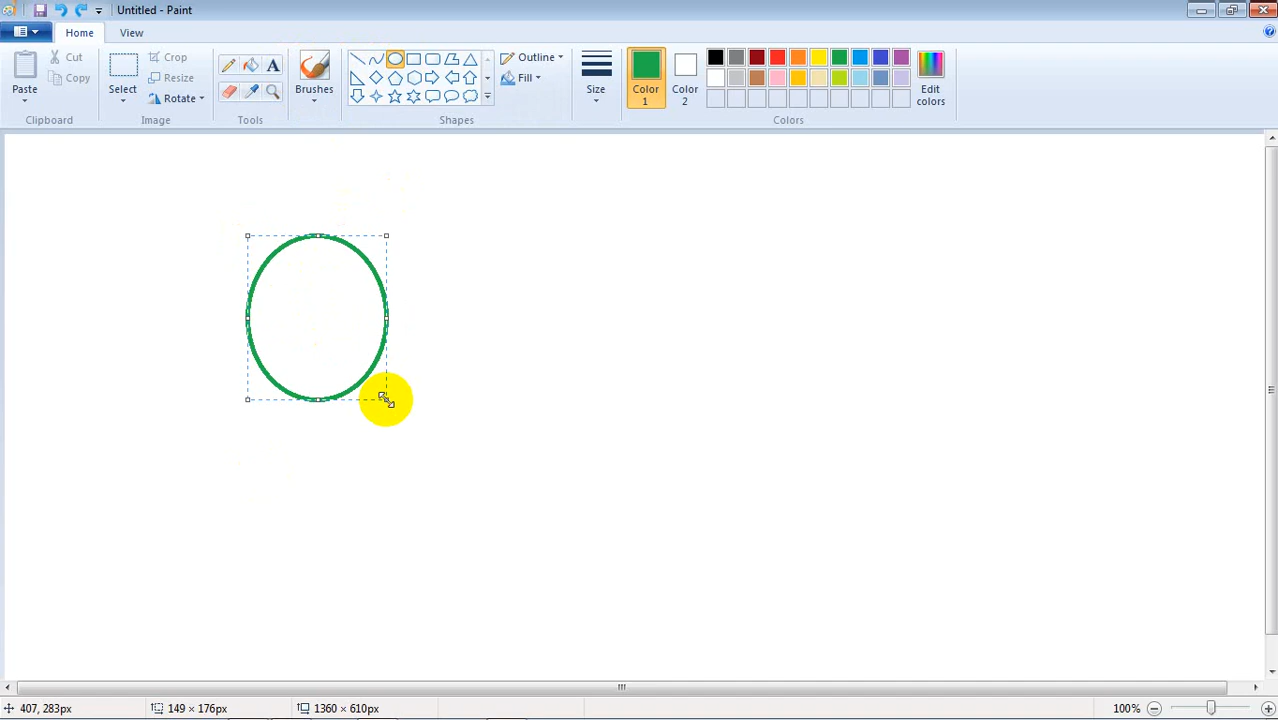 Untitled - Paint
Home View
Paste
Cut
Copy
Clipboard
Select
Crop
Resize
Rotate
Image
Tools
Brushes
Outline
Fill
Shapes
Size
Color 1
Color 2
Edit colors
Colors
407, 283px
149 × 176px
1360 × 610px
100%